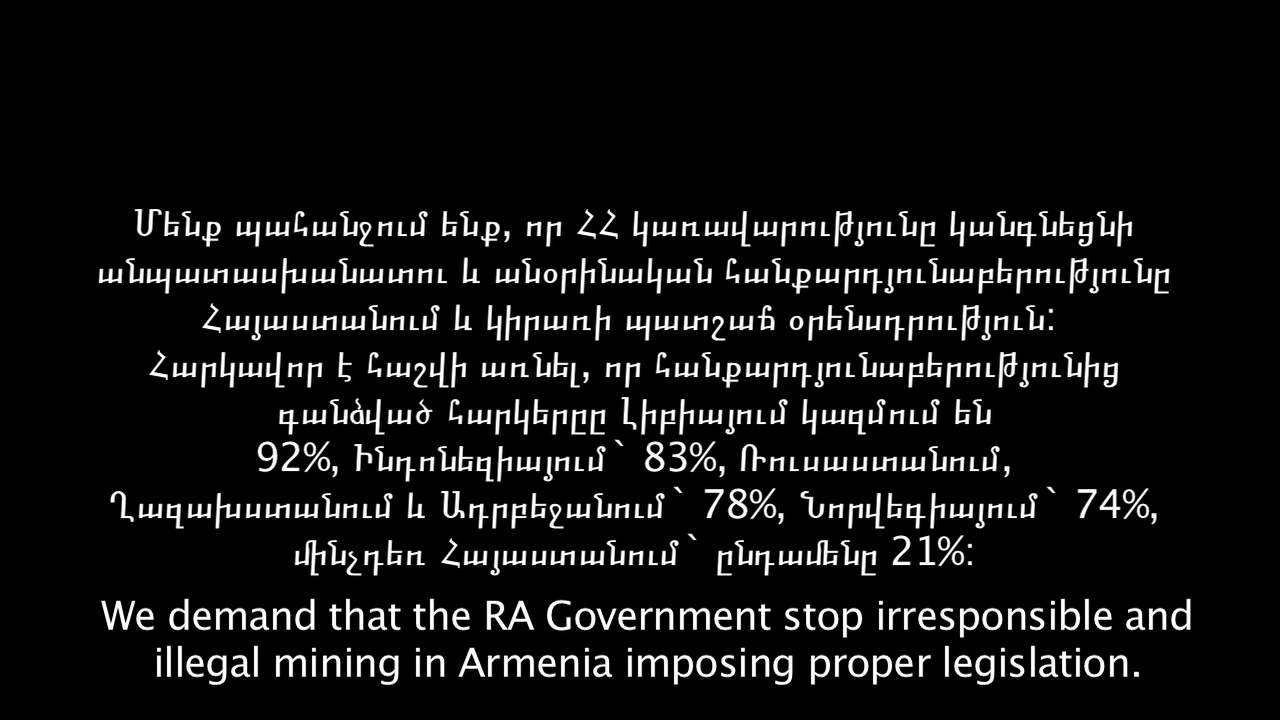 Մենք պահանջում ենք, որ ՀՀ կառավարությունը կանգնեցնի
անպատասխանատու և անօրինական հանքարդյունաբերությունը
Հայաստանում և կիրառի պատշաճ օրենսդրություն:
Հարկավոր է հաշվի առնել, որ հանքարդյունաբերությունից
գանձված հարկերըը Լիբիայում կազմում են
92%, Ինդոնեզիայում` 83%, Ռուսաստանում,
Ղազախստանում և Ադրբեջանում` 78%, Նորվեգիայում` 74%,
մինչդեռ Հայաստանում` ընդամենը 21%:
We demand that the RA Government stop irresponsible and
illegal mining in Armenia imposing proper legislation.